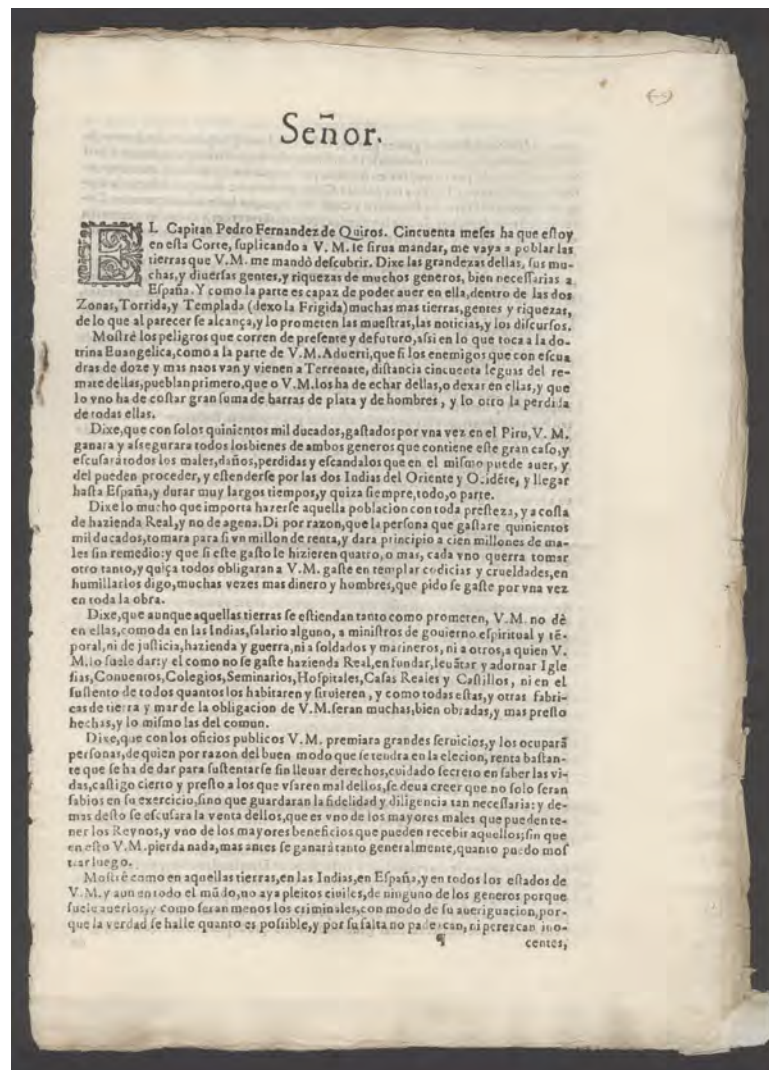 Señor.
EL Capitan Pedro Fernandez de Quiros. Cincuenta meſes ha que eſtoy
en eſta Corte, ſuplicando a V. M. ſe ſirua mandar, me vaya a poblar las
tierras que V.M. me mandò deſcubrir. Dixe las grandezas dellas, ſus mu-
chas,y diuerſas gentes,y riquezas de muchos generos, bien neceſſarias a
Eſpaña. Y como la parte es capaz de poder auer en ella,dentro de las dos
Zonas,Torrida,y Templada (dexo la Frigida) muchas mas tierras,gentes y riquezas,
de lo que al parecer ſe alcança,y lo prometen las mueſtras,las noticias,y los diſcurſos.
Moſtrè los peligros que corren de preſente y defuturo,aſsi en lo que toca a la do-
trina Euangelica,como a la parte de V.M.Aduerti,que ſi los enemigos que con eſcua
dras de doze y mas naos van y vienen a Terrenate, diſtancia cincuenta leguas del re-
mate dellas,pueblan primero,que o V.M.los ha de echar dellas,o dexar en ellas,y que
lo vno ha de coſtar gran ſuma de barras de plata y de hombres , y lo otro la perdida
de todas ellas.
Dixe,que con ſolos quinientos mil ducados,gaſtados por vna vez en el Piru,V. M.
ganara y aſſegurara todos losbienes de ambos generos que contiene eſte gran caſo,y
eſcuſará todos los males,daños,perdidas y eſcandalos que en el miſmo puede auer, y
del pueden proceder, y eſtenderſe por las dos Indias del Oriente y Ocidẽte, y llegar
haſta Eſpaña,y durar muy largos tiempos,y quiza ſiempre,todo,o parte.
Dixe lo mucho que importa hazerſe aquella poblacion con toda preſteza, y a coſta
de hazienda Real,y no de agena.Di por razon,que la perſona que gaſtare quinientos
mil ducados,tomara para ſi vn millon de renta,y dara principio a cien millones de ma-
les ſin remedio:y que ſi eſte gaſto le hizieren quatro, o mas, cada vno querra tomar
otro tanto,y quiça todos obligaran a V.M. gaſte en templar codicias y crueldades,en
humillarlos digo,muchas vezes mas dinero y hombres,que pido ſe gaſte por vna vez
en toda la obra.
Dixe,que aunque aquellas tierras ſe eſtiendan tanto como prometen, V.M. no dè
en ellas,como da en las Indias,ſalario alguno, a miniſtros de gouierno eſpiritual y tẽ-
poral,ni de juſticia,hazienda y guerra,ni a ſoldados y marineros, ni a otros,a quien V.
M.lo ſuele dar:y el como no ſe gaſte hazienda Real,en fundar,leuãtar y adornar Igle
ſias,Conuentos,Colegios,Seminarios,Hoſpitales,Caſas Reales y Caſtillos , ni en el
ſuſtento de todos quantos los habitaren y ſiruieren , y como todas eſtas,y otras fabri-
cas de tierra y mar de la obligacion de V.M.ſeran muchas,bien obradas,y mas preſto
hechas,y lo miſmo las del comun.
Dixe,que con los oficios publicos V.M. premiara grandes ſeruicios,y los ocuparã
perſonas,de quien por razon del buen modo que ſe tendra en la elecion, renta baſtan-
te que ſe ha de dar para ſuſtentarſe ſin lleuar derechos,cuidado ſecreto en ſaber las vi-
das,caſtigo cierto y preſto a los que vſaren mal dellos,ſe deua creer que no ſolo ſeran
ſabios en ſu exercicio,ſino que guardaran la fidelidad y diligencia tan neceſſaria: y de-
mas deſto ſe eſcuſara la venta dellos,que es vno de los mayores males que pueden te-
ner los Reynos,y vno de los mayores beneficios que pueden recibir aquellos;ſin que
en eſto V.M.pierda nada,mas antes ſe ganarà tanto generalmente,quanto puedo moſ
trar luego.
Moſtrè como en aquellas tierras,en las Indias,en Eſpaña,y en todos los eſtados de
V.M.y aun en todo el mũdo,no aya pleitos ciuiles,de ninguno de los generos porque
ſuele auerlos,y como ſeran menos los criminales,con modo de ſu aueriguacion,por-
que la verdad ſe halle quanto es poſsible,y por ſu falta no padezcan, ni perezcan ino-
¶ centes,